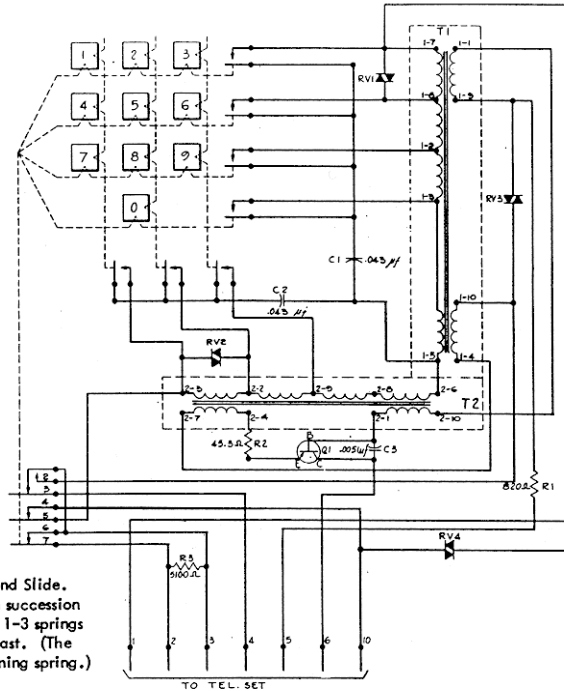 T1
1-7 1-1
1 2 3
RV1
1-6 1-9
4 5 6
1-2
7 8 9
RV3
1-3
0
C1 .043 µf
C2
.043 µf
1-10
RV2
1-5 1-4
2-3 2-2 2-9 2-8 2-6
T2
2-7 2-4 2-1 2-10
45.3Ω R2
B
Q1 .005µf C3
E C
2
3
4
5
6
7
820Ω R1
RV4
R3
5100Ω
nd Slide.
succession
1-3 springs
ast. (The
ning spring.)
1 2 3 4 5 6 10
TO TEL. SET